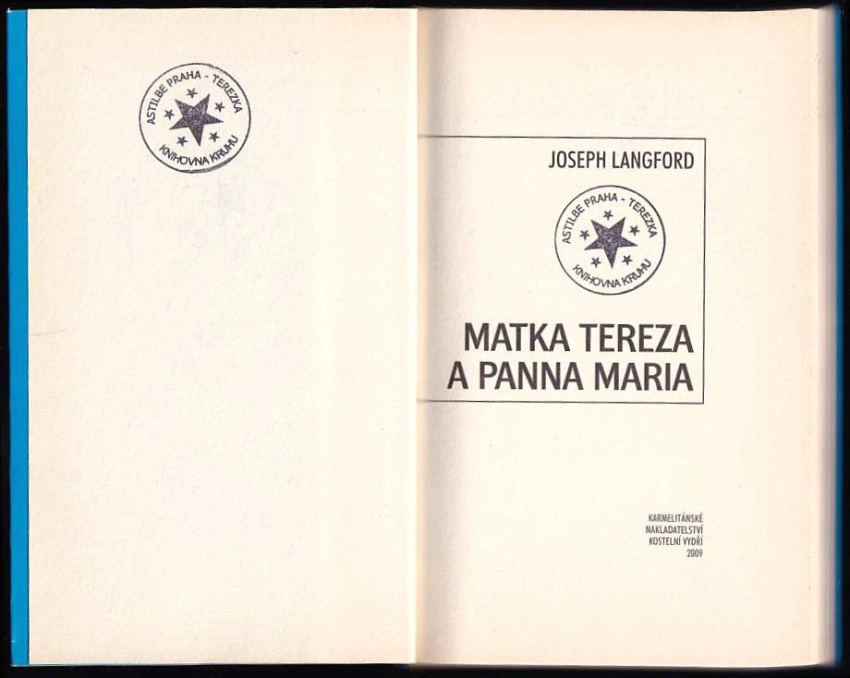 ASTILBE PRAHA - TEREZKA
KNIHOVNA KRUHU
JOSEPH LANGFORD
ASTILBE PRAHA - TEREZKA
KNIHOVNA KRUHU
MATKA TEREZA
A PANNA MARIA
KARMELITÁNSKÉ
NAKLADATELSTVÍ
KOSTELNÍ VYDŘÍ
2009